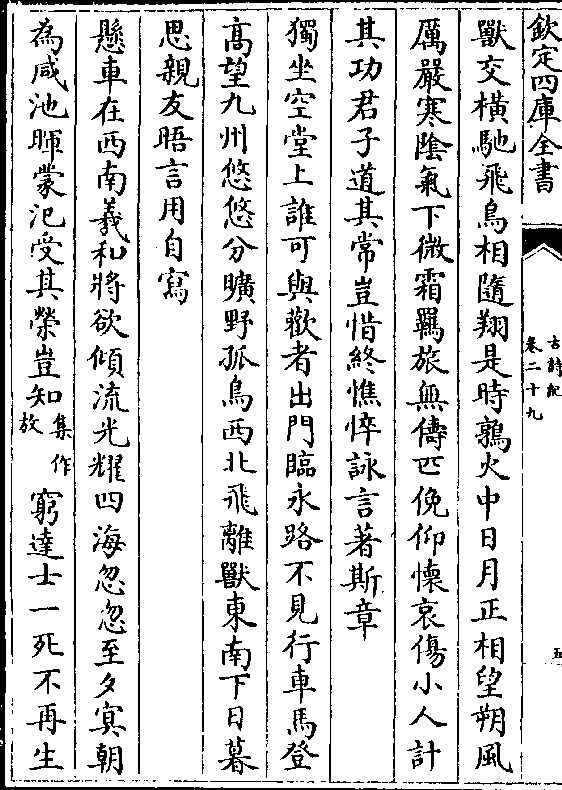 欽定四庫全書
古詩紀
卷二十九
五
獸交橫馳飛鳥相隨翔是時鶉火中日月正相望朔風
厲嚴寒陰氣下微霜羈旅無儔匹俛仰懷哀傷小人計
其功君子道其常豈惜終憔悴詠言著斯章
獨坐空堂上誰可與歡者出門臨永路不見行車馬登
髙望九州悠悠分曠野孤鳥西北飛離獸東南下日暮
思親友晤言用自寫
懸車在西南羲和將欲傾流光耀四海忽忽至夕冥朝
為咸池暉蒙汜受其榮豈知集作放窮達士一死不再生